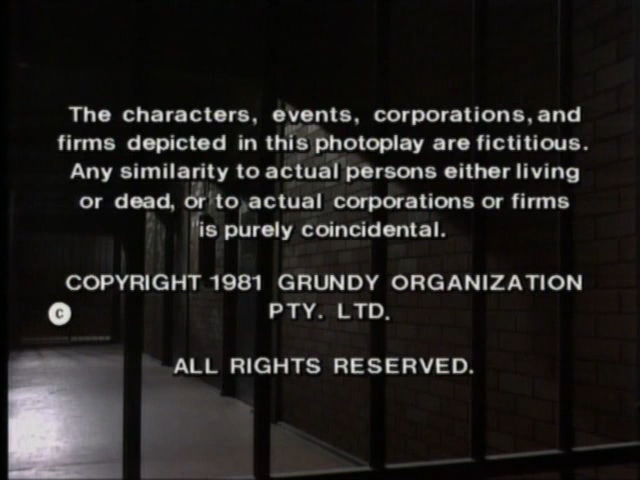 The characters, events, corporations, and
firms depicted in this photoplay are fictitious.
Any similarity to actual persons either living
or dead, or to actual corporations or firms
is purely coincidental.
COPYRIGHT 1981 GRUNDY ORGANIZATION
© PTY. LTD.
ALL RIGHTS RESERVED.